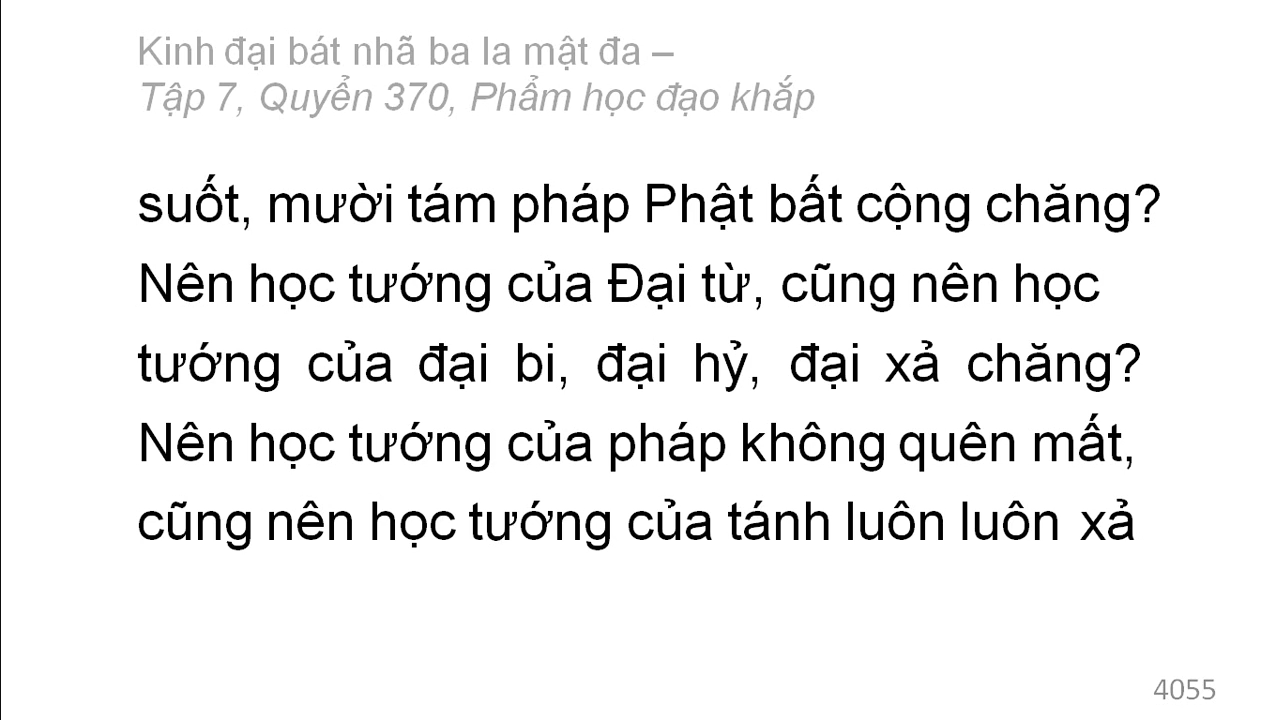 Kinh đại bát nhã ba la mật đa –
Tập 7, Quyển 370, Phẩm học đạo khắp
suốt, mười tám pháp Phật bất cộng chăng?
Nên học tướng của Đại từ, cũng nên học
tướng của đại bi, đại hỷ, đại xả chăng?
Nên học tướng của pháp không quên mất,
cũng nên học tướng của tánh luôn luôn xả
4055